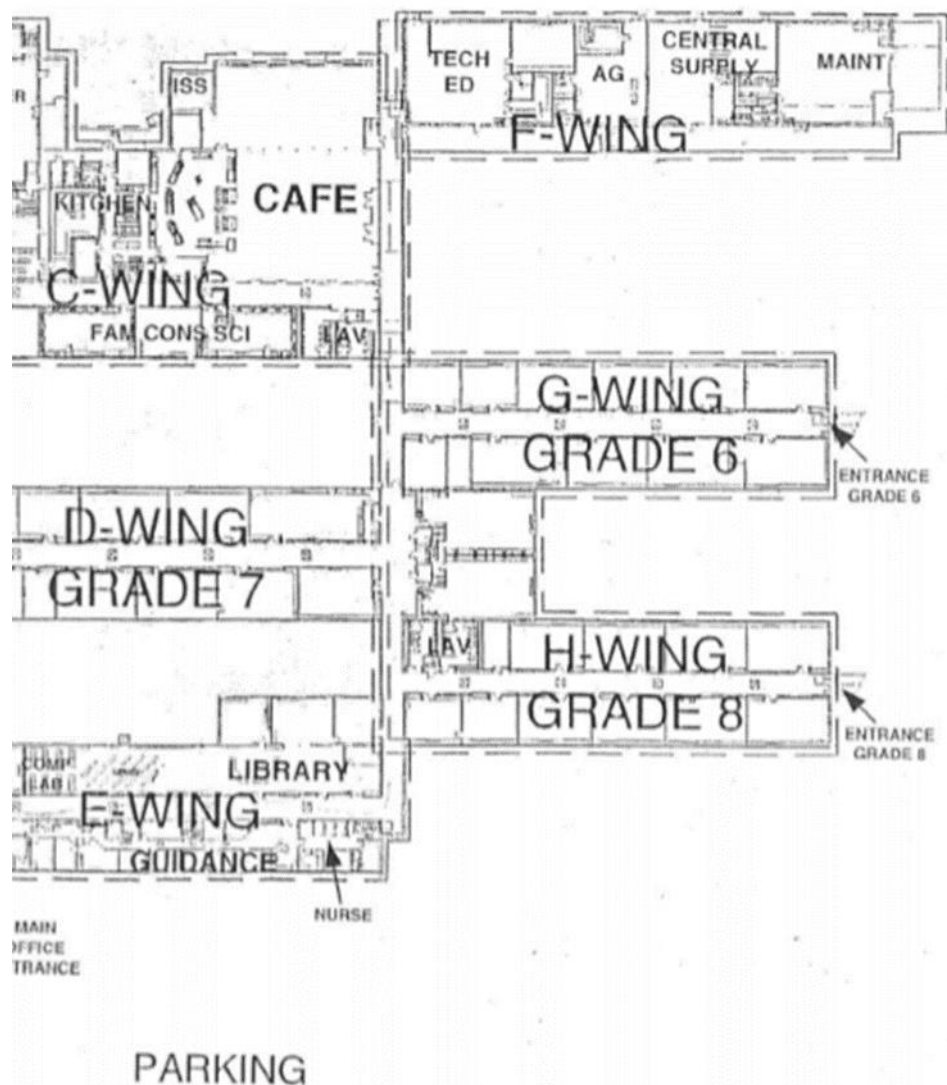 TECH
ED
AG
CENTRAL
SUPPLY
MAINT
F-WING
ISS
R
KITCHEN
CAFE
C-WING
FAM CONS SCI
LAV
G-WING
GRADE 6
ENTRANCE
GRADE 6
D-WING
GRADE 7
LAV
H-WING
GRADE 8
ENTRANCE
GRADE 8
COMP
LAB
LIBRARY
E-WING
GUIDANCE
NURSE
MAIN
OFFICE
TRANCE
PARKING